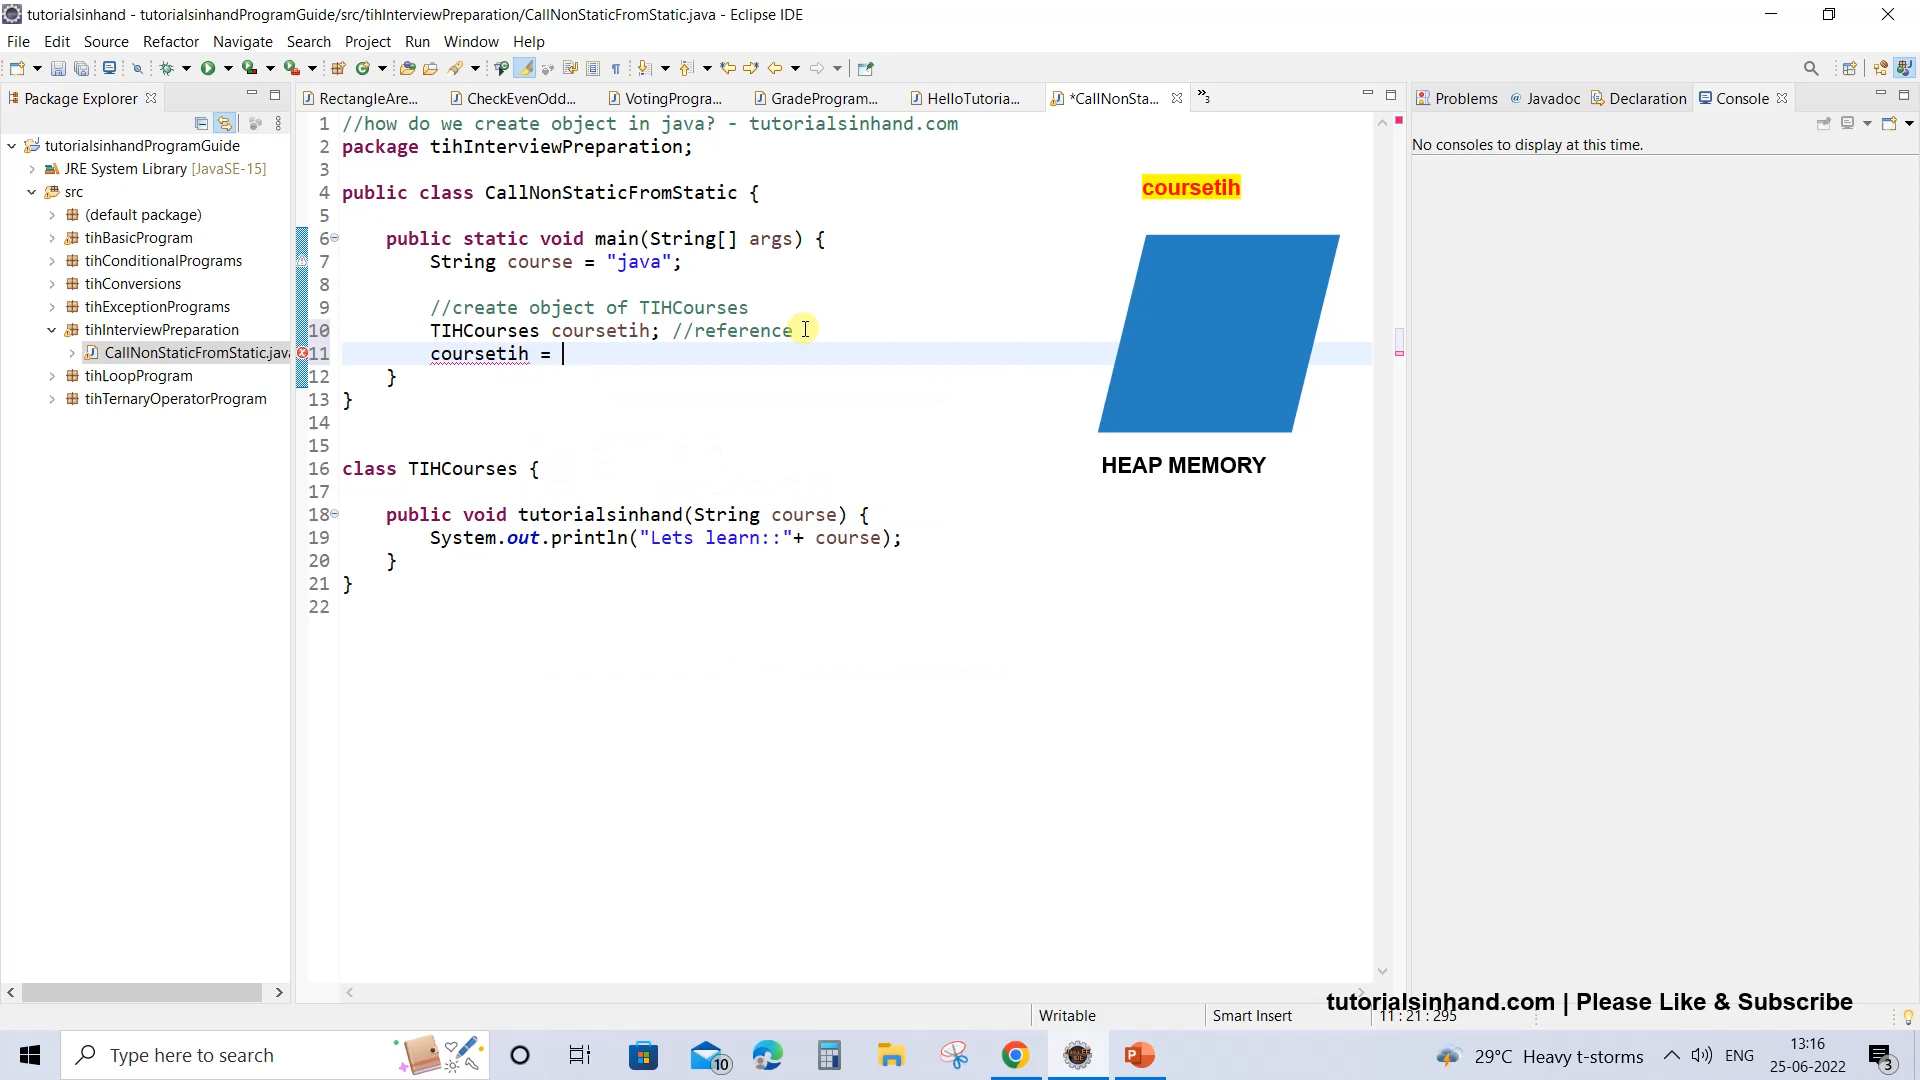 tutorialsinhand - tutorialsinhandProgramGuide/src/tihInterviewPreparation/CallNonStaticFromStatic.java - Eclipse IDE
File Edit Source Refactor Navigate Search Project Run Window Help
Package Explorer
tutorialsinhandProgramGuide
JRE System Library [JavaSE-15]
src
(default package)
tihBasicProgram
tihConditionalPrograms
tihConversions
tihExceptionPrograms
tihInterviewPreparation
CallNonStaticFromStatic.java
tihLoopProgram
tihTernaryOperatorProgram
RectangleAre... CheckEvenOdd... VotingProgra... GradeProgram... HelloTutoria... *CallNonSta... »3
1 //how do we create object in java? - tutorialsinhand.com
2 package tihInterviewPreparation;
3
4 public class CallNonStaticFromStatic {
5
6 public static void main(String[] args) {
7 String course = "java";
8
9 //create object of TIHCourses
10 TIHCourses coursetih; //reference
11 coursetih =
12 }
13 }
14
15
16 class TIHCourses {
17
18 public void tutorialsinhand(String course) {
19 System.out.println("Lets learn::"+ course);
20 }
21 }
22
coursetih
HEAP MEMORY
Problems @ Javadoc Declaration Console
No consoles to display at this time.
tutorialsinhand.com | Please Like & Subscribe
Writable Smart Insert 11 : 21 : 295
Type here to search
10
29°C Heavy t-storms ENG
13:16
25-06-2022
3